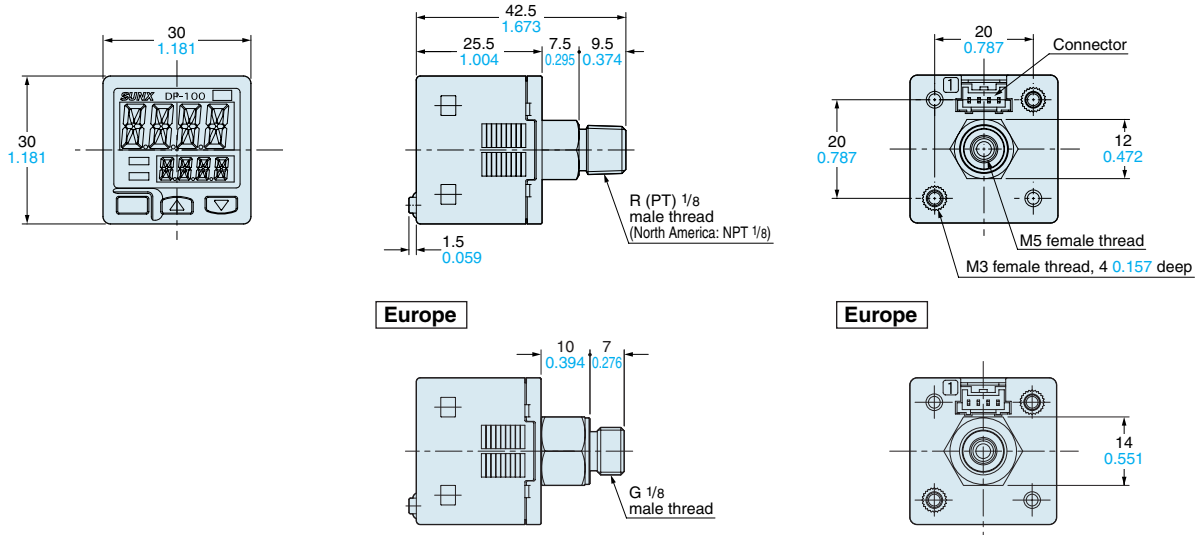 30
1.181
30
1.181
SUNX DP-100
42.5
1.673
25.5
1.004
7.5
0.295
9.5
0.374
1.5
0.059
R (PT) 1/8
male thread
(North America: NPT 1/8)
20
0.787
Connector
1
20
0.787
12
0.472
M5 female thread
M3 female thread, 4 0.157 deep
Europe
10
0.394
7
0.276
G 1/8
male thread
Europe
1
14
0.551